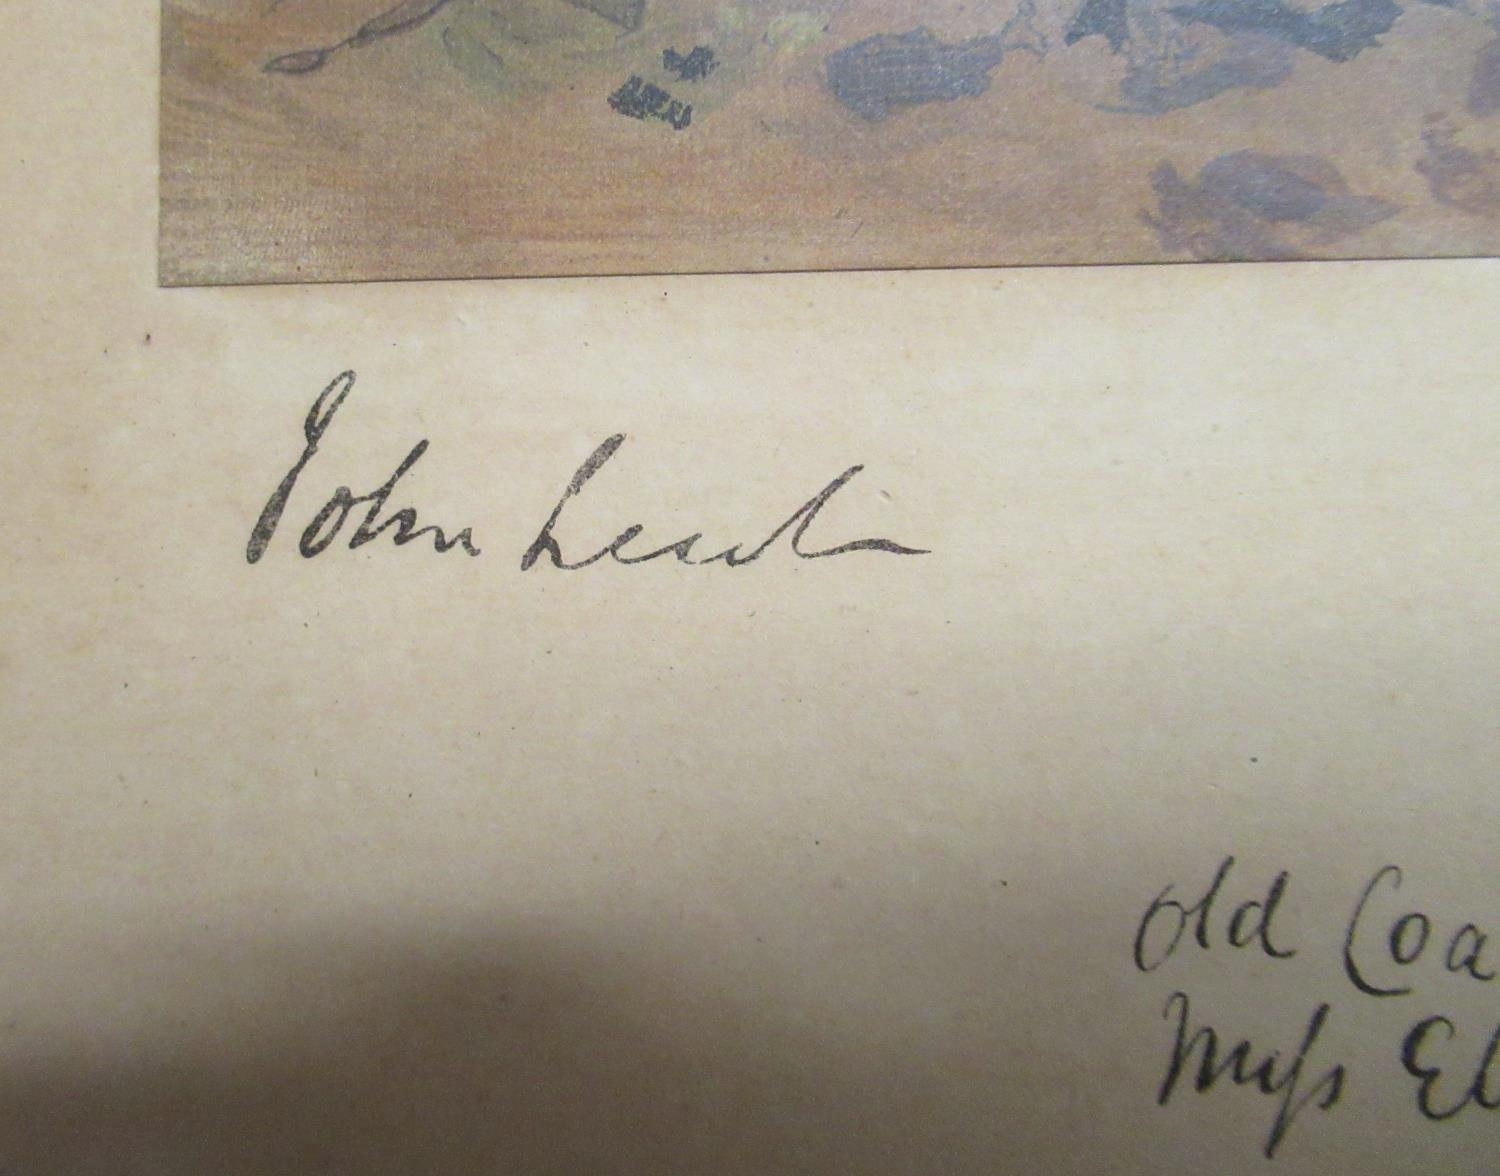 John Leech
Old Coa
Miſs El